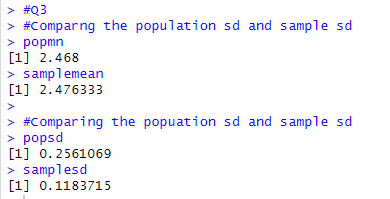 > #Q3
> #Comparng the population sd and sample sd
> popmn
[1] 2.468
> samplemean
[1] 2.476333
>
> #Comparing the popuation sd and sample sd
> popsd
[1] 0.2561069
> samplesd
[1] 0.1183715